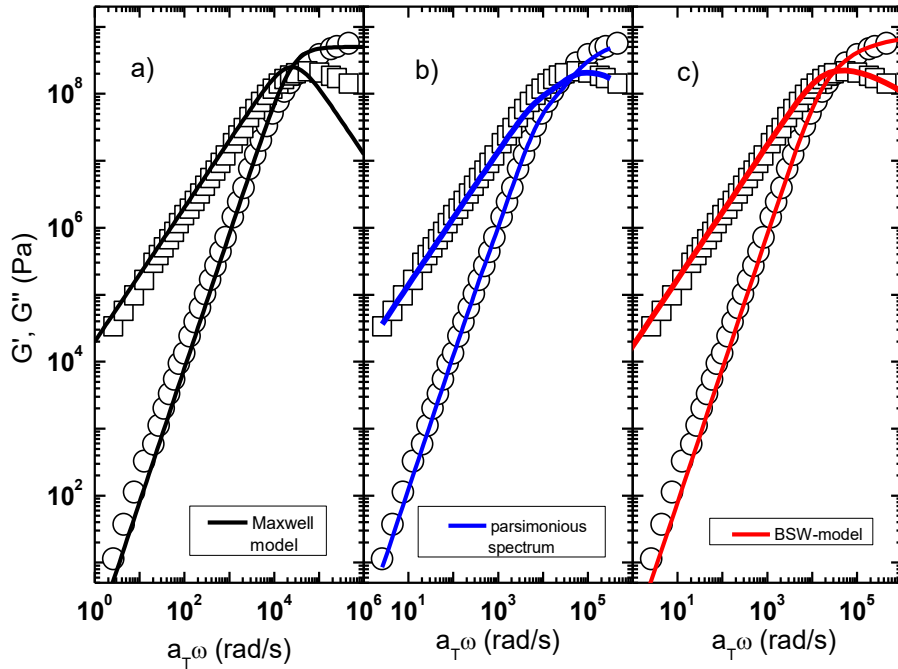 a)
b)
c)
10^8
10^6
10^4
10^2
G', G'' (Pa)
Maxwell
model
parsimonious
spectrum
BSW-model
10^0 10^2 10^4 10^6 10^1 10^3 10^5 10^1 10^3 10^5
a_Tω (rad/s) a_Tω (rad/s) a_Tω (rad/s)